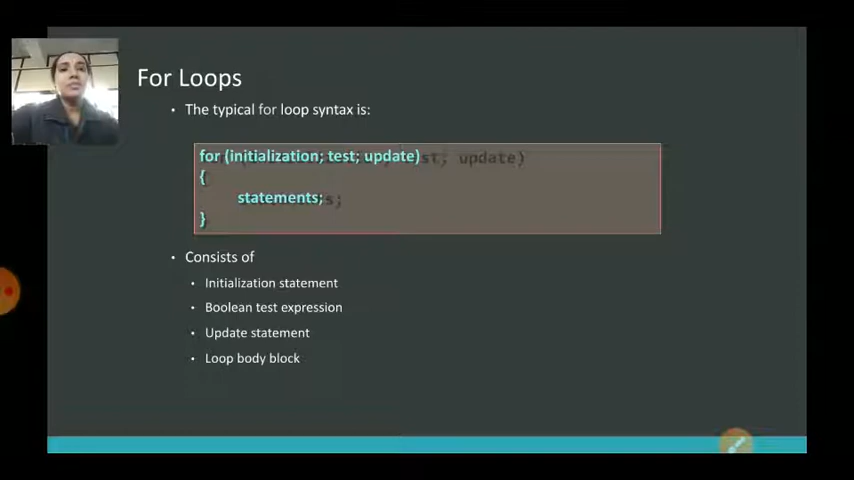 For Loops
• The typical for loop syntax is:
for (initialization; test; update)
{
statements;
}
• Consists of
• Initialization statement
• Boolean test expression
• Update statement
• Loop body block